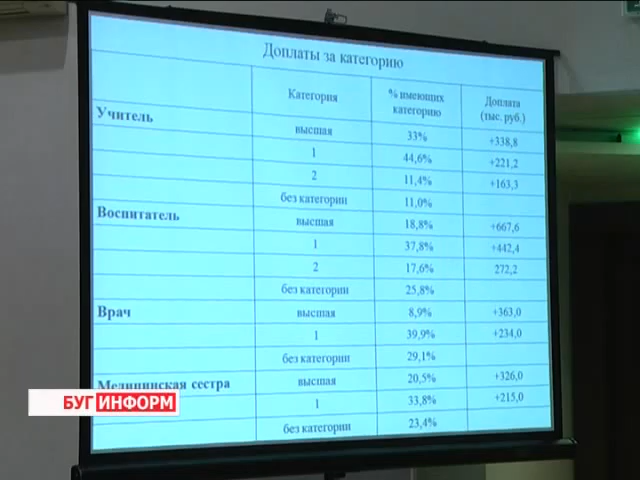 Доплаты за категорию
Категория % имеющих категорию Доплата (тыс. руб.)
Учитель
высшая 33% +338,8
1 44,6% +221,2
2 11,4% +163,3
без категории 11,0%
Воспитатель
высшая 18,8% +667,6
1 37,8% +442,4
2 17,6% 272,2
без категории 25,8%
Врач высшая 8,9% +363,0
1 39,9% +234,0
без категории 29,1%
Медицинская сестра высшая 20,5% +326,0
1 33,8% +215,0
без категории 23,4%
БУГИНФОРМ